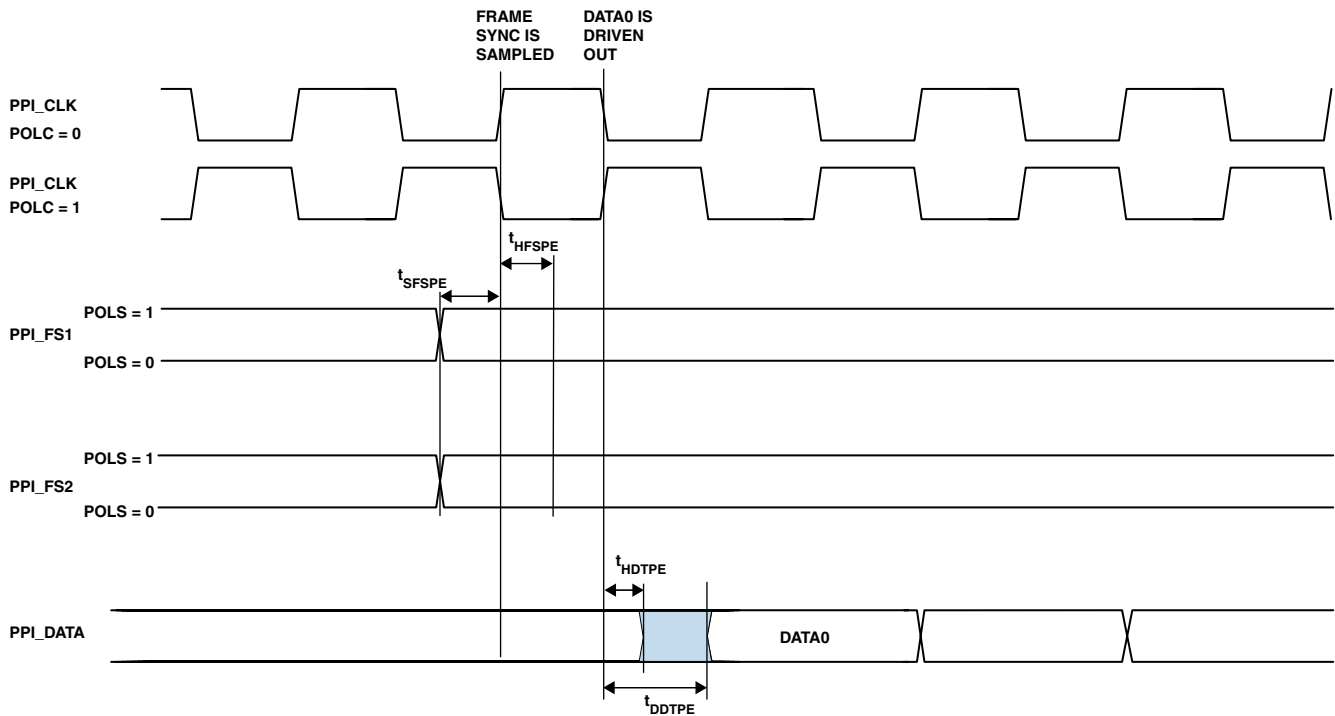 FRAME
SYNC IS
SAMPLED
DATA0 IS
DRIVEN
OUT
PPI_CLK
POLC = 0
PPI_CLK
POLC = 1
tHFSPE
tSFSPE
POLS = 1
PPI_FS1
POLS = 0
POLS = 1
PPI_FS2
POLS = 0
tHDTPE
PPI_DATA
DATA0
tDDTPE